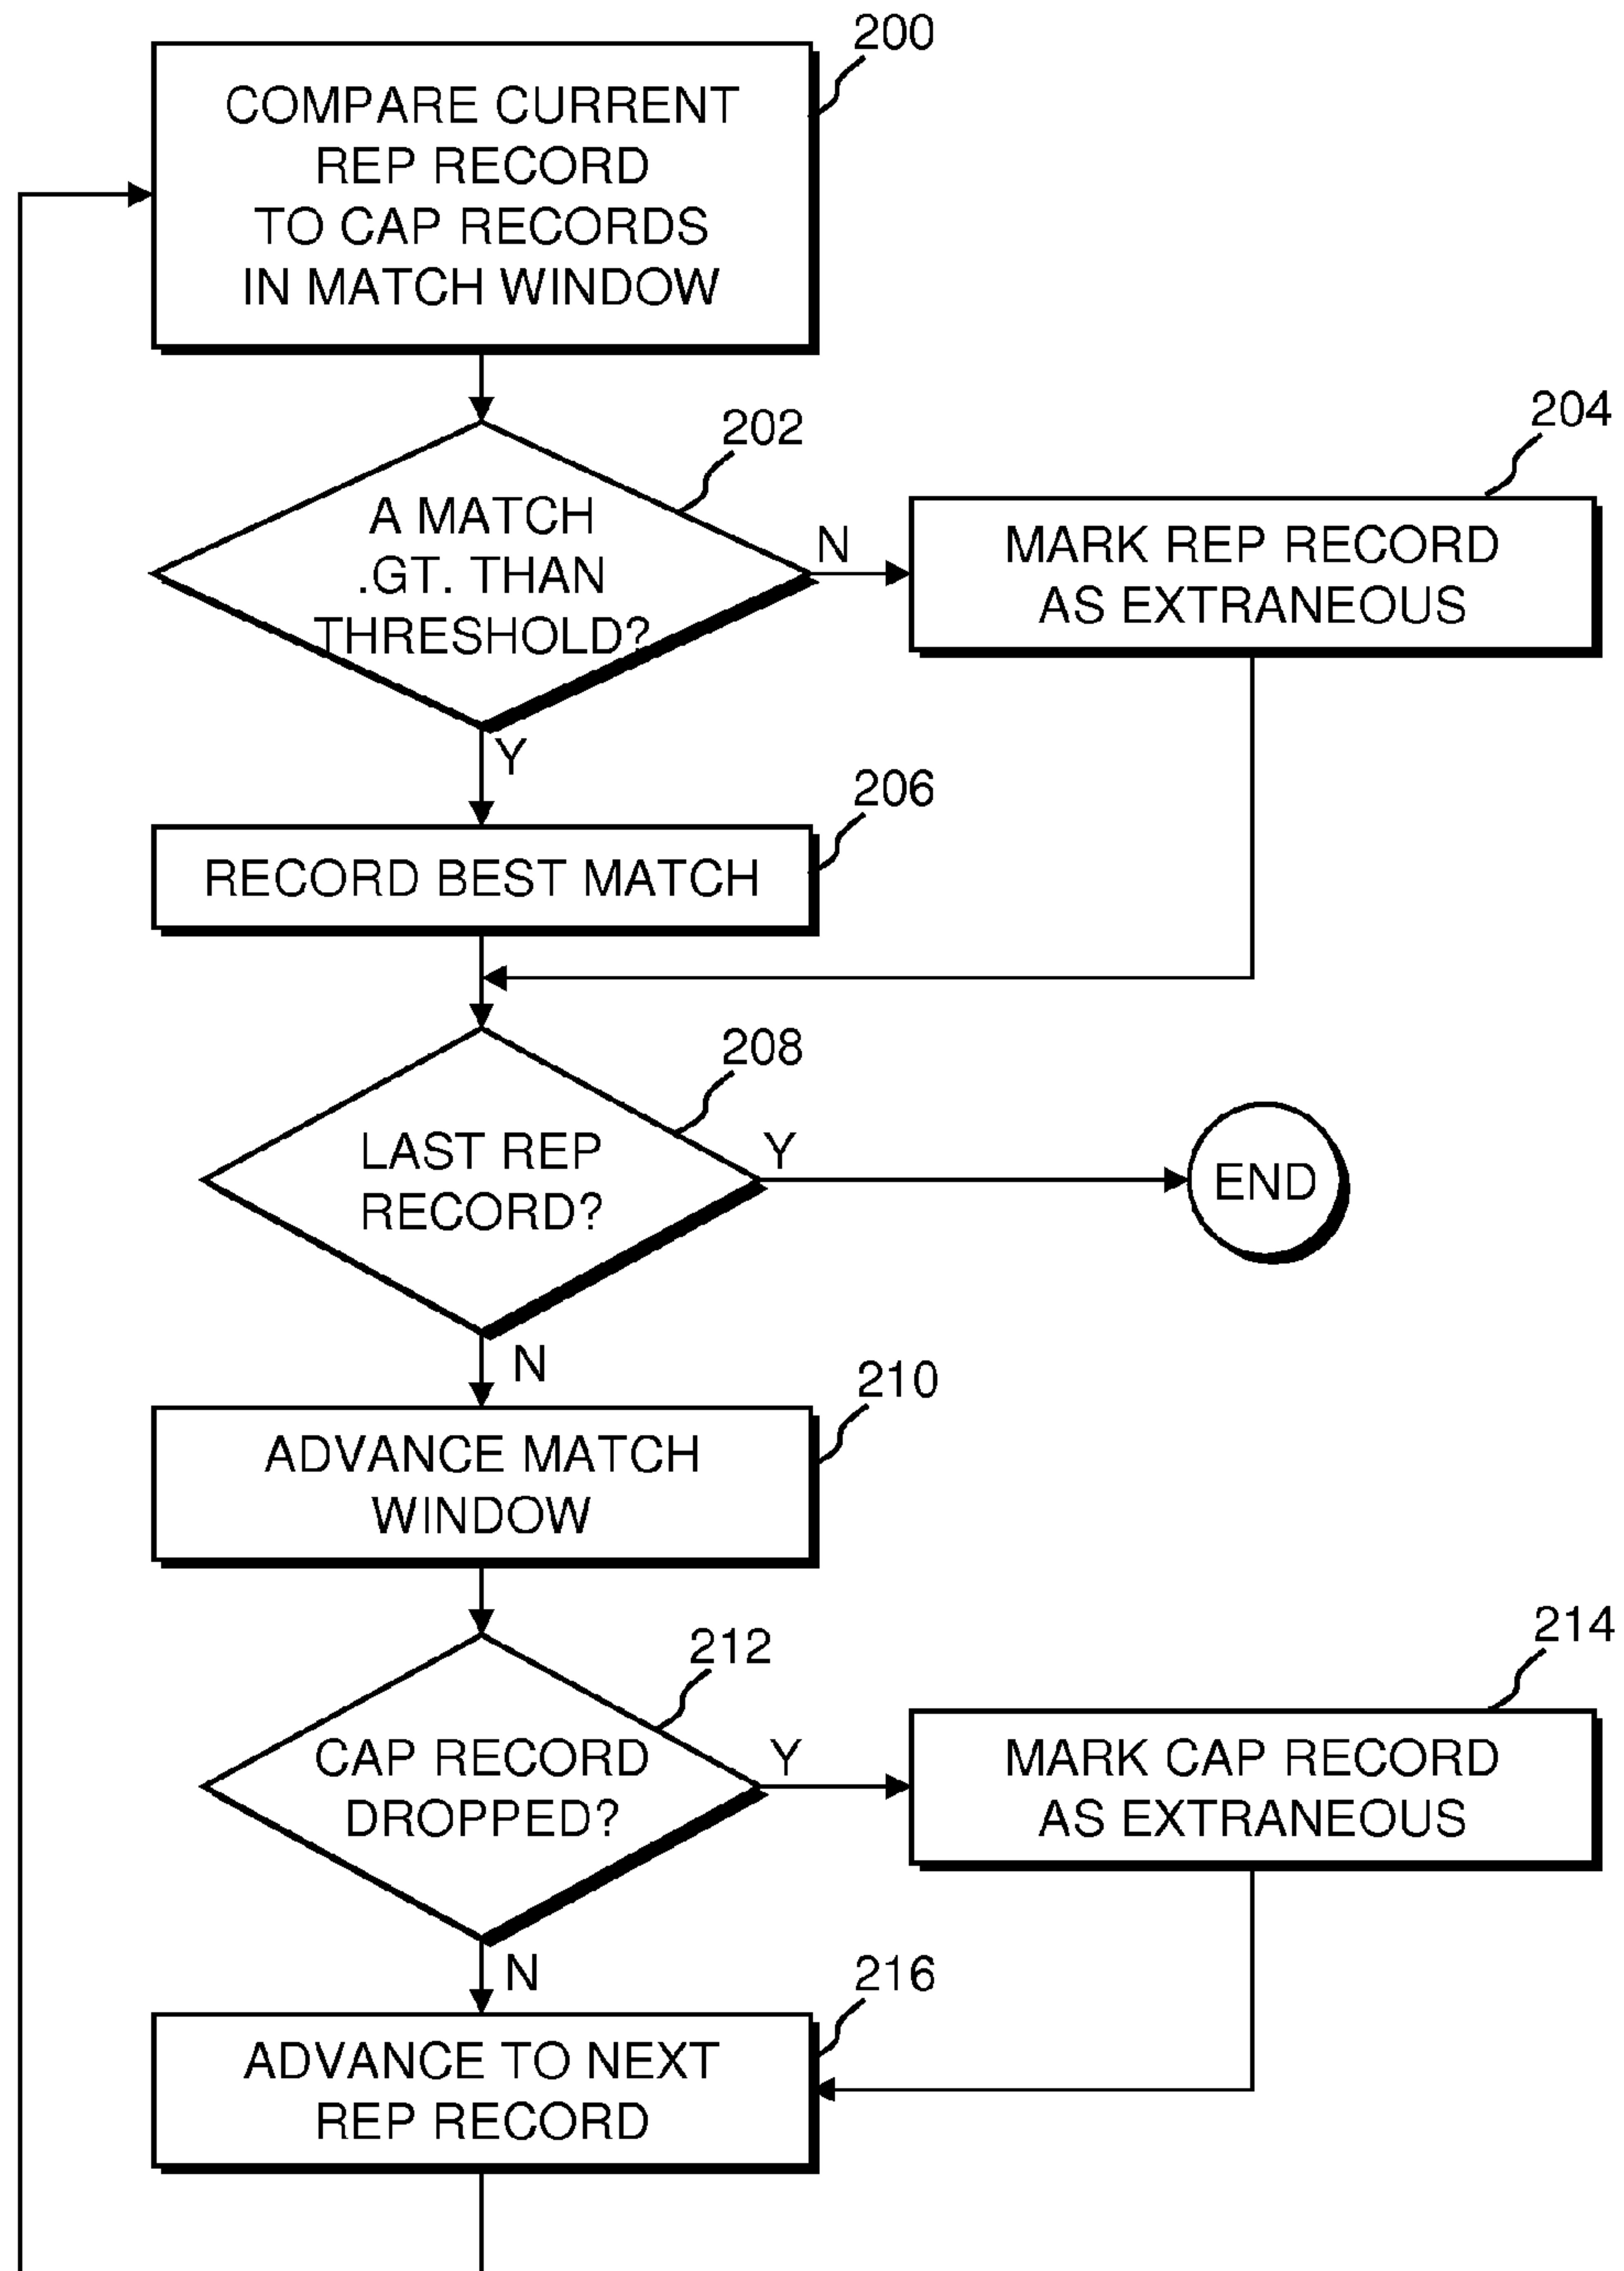 200
COMPARE CURRENT
REP RECORD
TO CAP RECORDS
IN MATCH WINDOW
202
A MATCH
.GT. THAN
THRESHOLD?
N
204
MARK REP RECORD
AS EXTRANEOUS
Y
206
RECORD BEST MATCH
208
LAST REP
RECORD?
Y
END
N
210
ADVANCE MATCH
WINDOW
212
CAP RECORD
DROPPED?
Y
214
MARK CAP RECORD
AS EXTRANEOUS
N
216
ADVANCE TO NEXT
REP RECORD